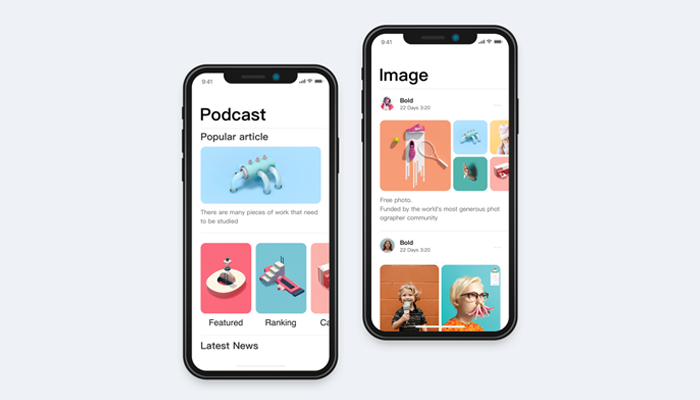 9:41
Podcast
Popular article
There are many pieces of work that need
to be studied
Featured
Ranking
Ca
Latest News
9:41
Image
Bold
22 Days 3:20
Free photo.
Funded by the world's most generous phot
ographer community
Bold
22 Days 3:20